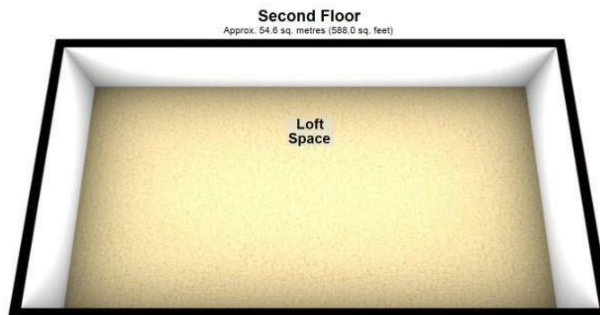 Second Floor
Approx. 54.6 sq. metres (588.0 sq. feet)
Loft
Space